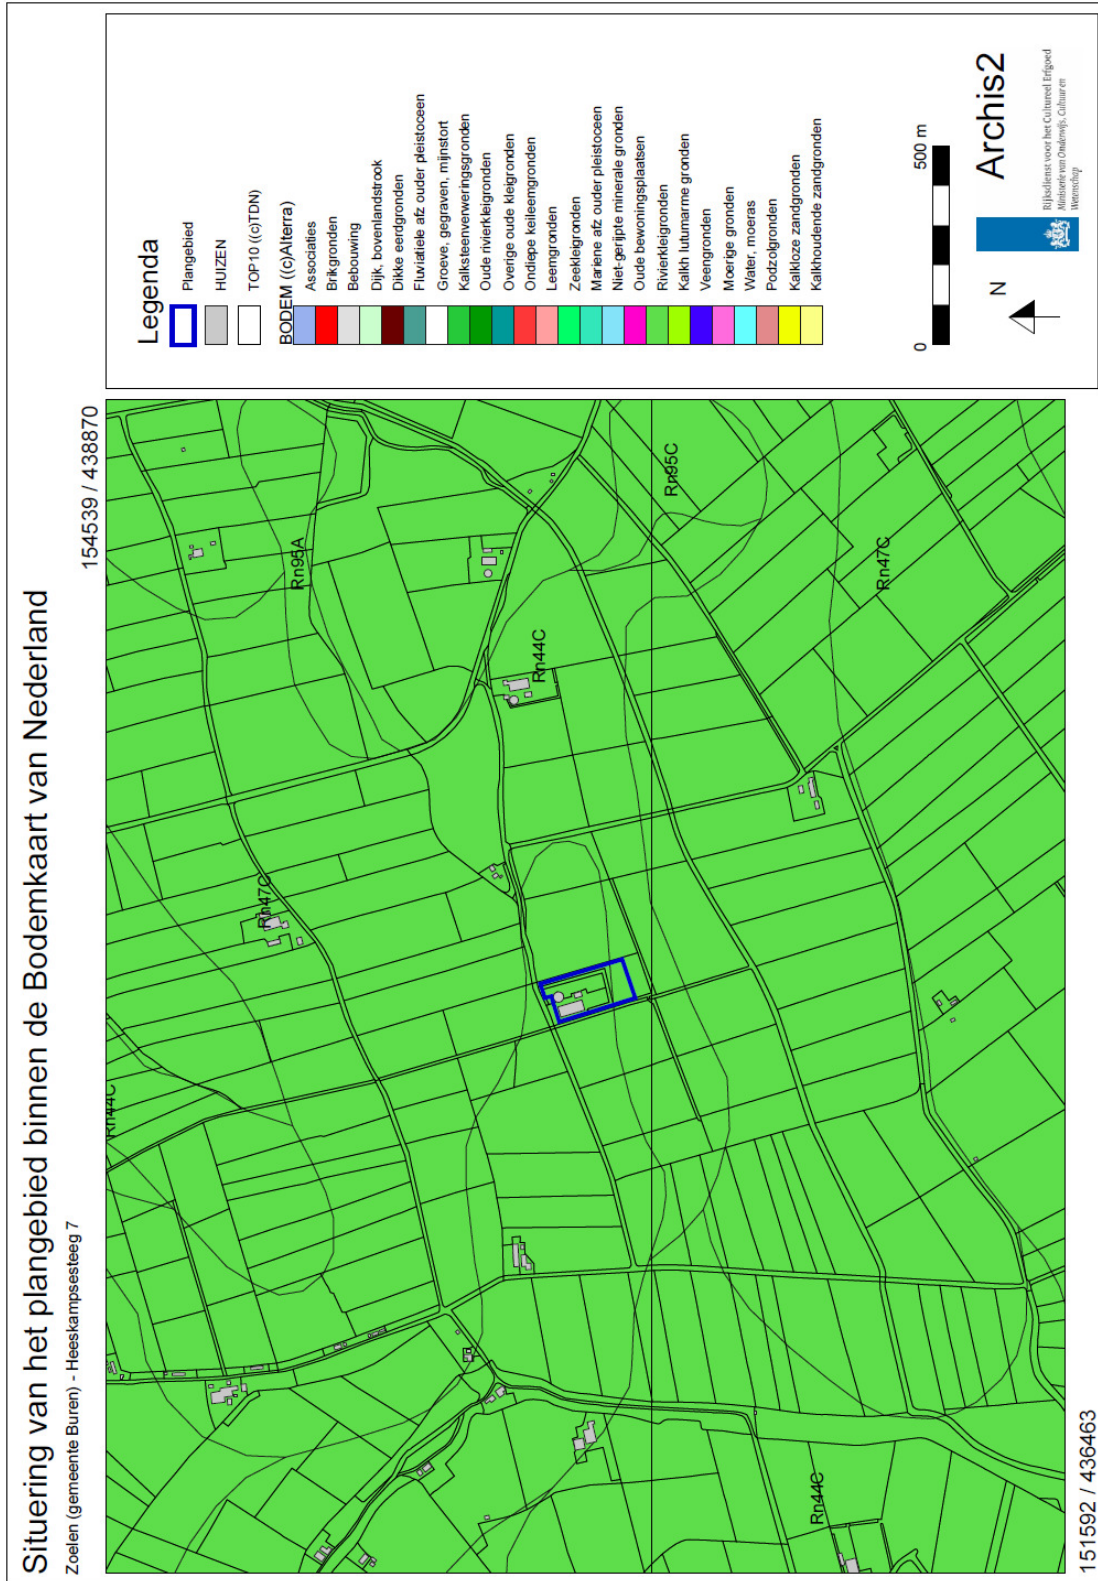 Situering van het plangebied binnen de Bodemkaart van Nederland
Zoelen (gemeente Buren) - Heeskampsesteeg 7
154539 / 438870
Rn44C
Rn47C
Rn95A
Rn44C
Rn95C
Rn47C
Rn44C
151592 / 436463
Legenda
Plangebied
HUIZEN
TOP10 ((c)TDN)
BODEM ((c)Alterra)
Associaties
Brikgronden
Bebouwing
Dijk, bovenlandstrook
Dikke eerdgronden
Fluviatiele afz ouder pleistoceen
Groeve, gegraven, mijnstort
Kalksteenverweringsgronden
Oude rivierkleigronden
Overige oude kleigronden
Ondiepe keileemgronden
Leemgronden
Zeekleigronden
Mariene afz ouder pleistoceen
Niet-gerijpte minerale gronden
Oude bewoningsplaatsen
Rivierkleigronden
Kalkh lutumarme gronden
Veengronden
Moerige gronden
Water, moeras
Podzolgronden
Kalkloze zandgronden
Kalkhoudende zandgronden
0
500 m
N
Archis2
Rijksdienst voor het Cultureel Erfgoed
Ministerie van Onderwijs, Cultuur en
Wetenschap